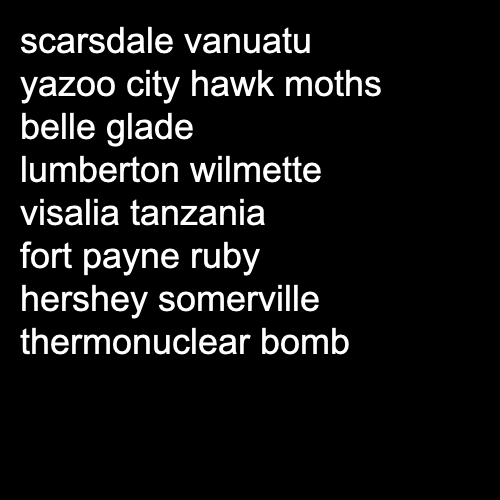 scarsdale vanuatu
yazoo city hawk moths
belle glade
lumberton wilmette
visalia tanzania
fort payne ruby
hershey somerville
thermonuclear bomb